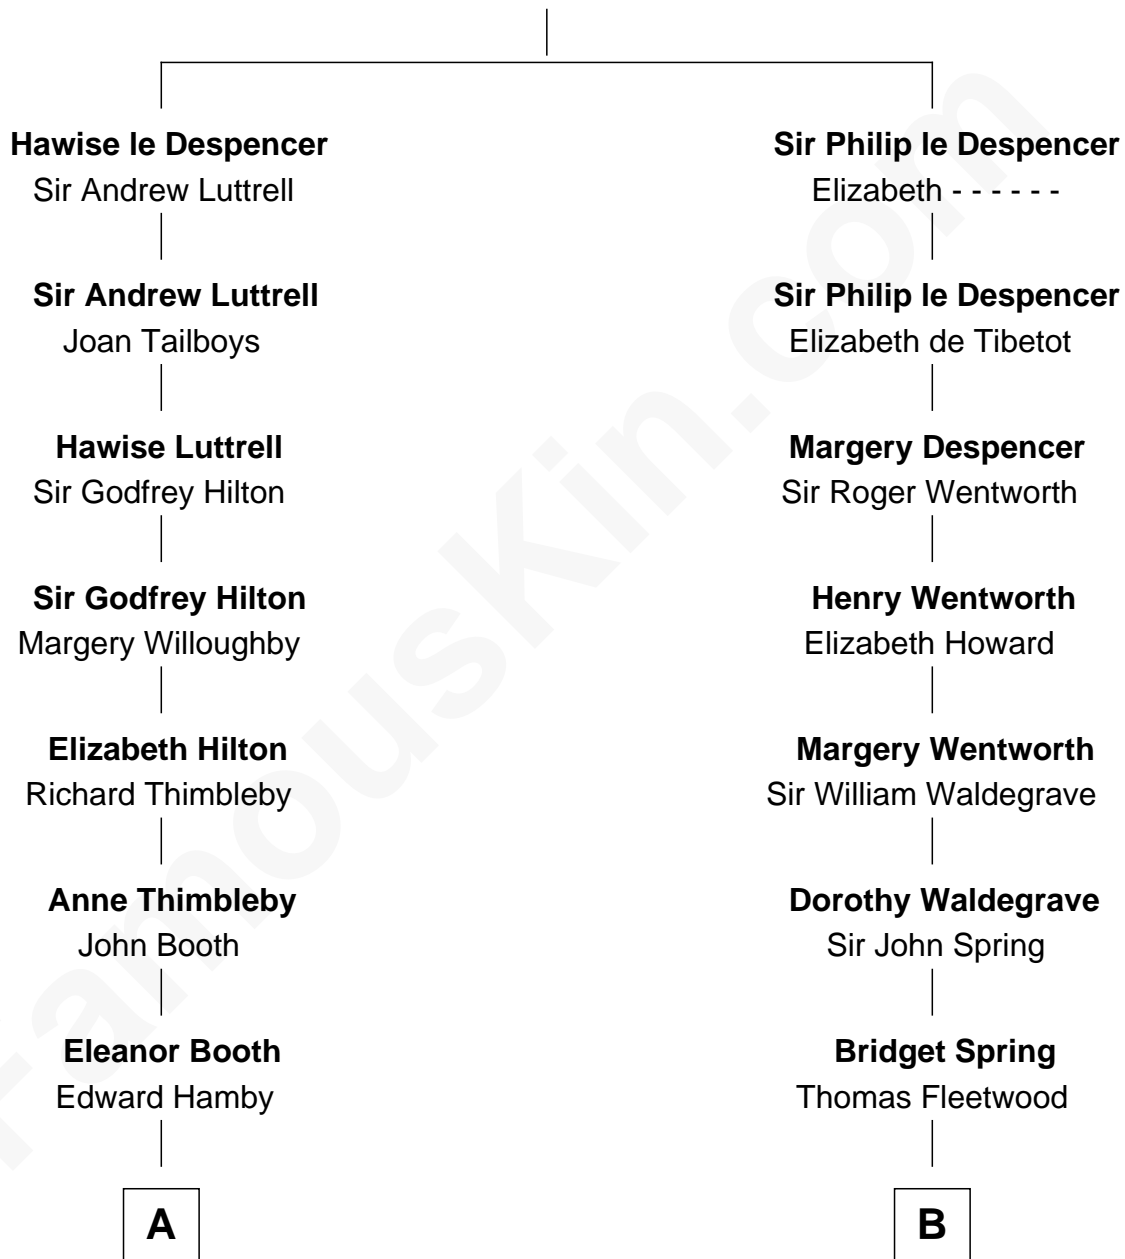 Hawise le Despencer
Sir Andrew Luttrell
Sir Philip le Despencer
Elizabeth - - - - - -
Sir Andrew Luttrell
Joan Tailboys
Sir Philip le Despencer
Elizabeth de Tibetot
Hawise Luttrell
Sir Godfrey Hilton
Margery Despencer
Sir Roger Wentworth
Sir Godfrey Hilton
Margery Willoughby
Henry Wentworth
Elizabeth Howard
Elizabeth Hilton
Richard Thimbleby
Margery Wentworth
Sir William Waldegrave
Anne Thimbleby
John Booth
Dorothy Waldegrave
Sir John Spring
Eleanor Booth
Edward Hamby
Bridget Spring
Thomas Fleetwood
A
B
FamousKin.com